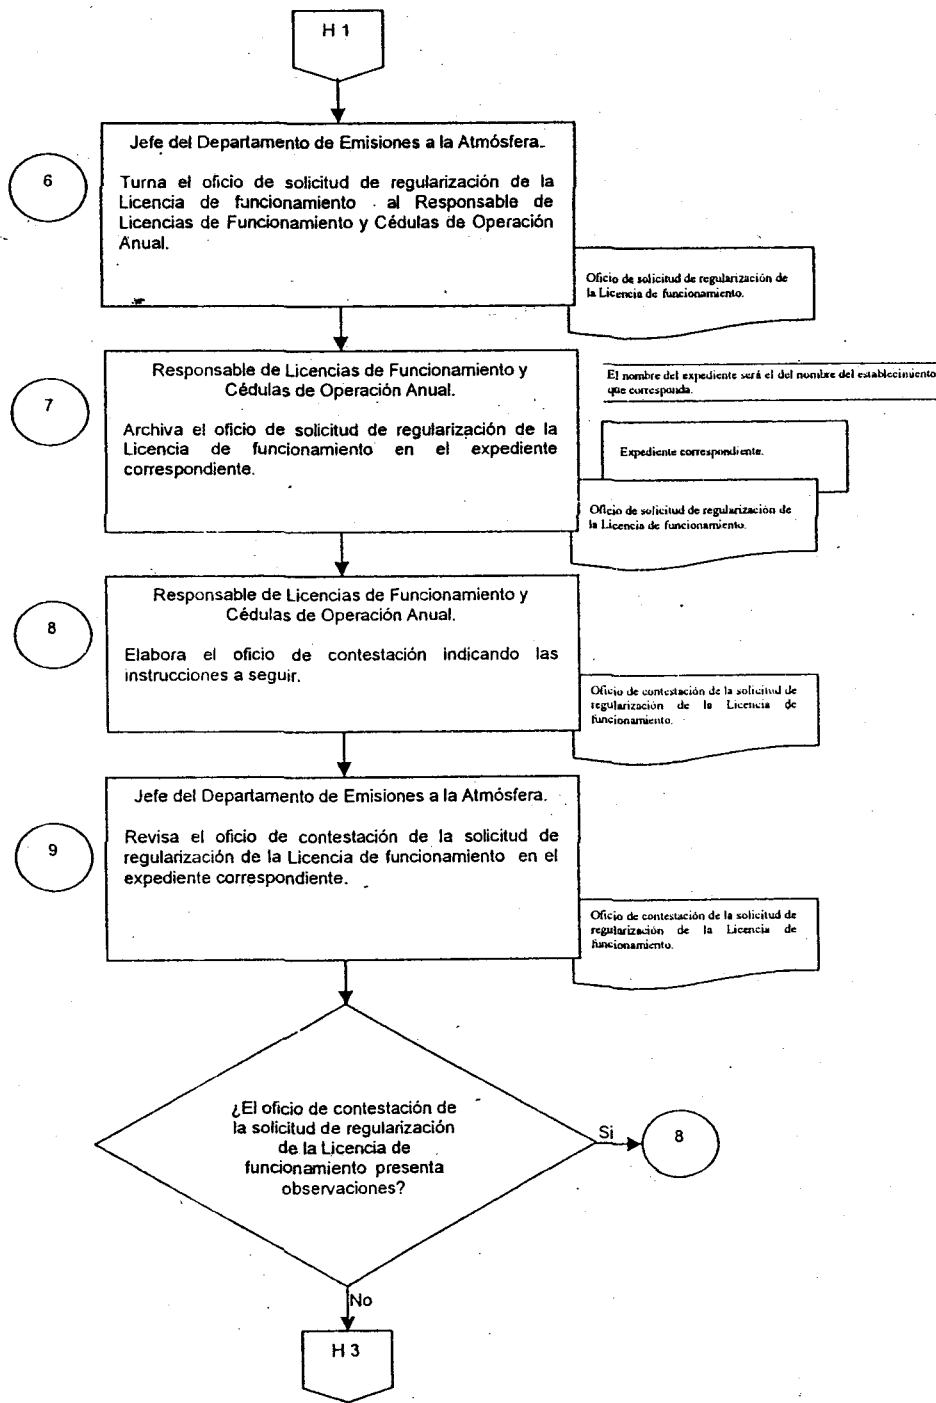 H 1
6
Jefe del Departamento de Emisiones a la Atmósfera.
Turna el oficio de solicitud de regularización de la
Licencia de funcionamiento al Responsable de
Licencias de Funcionamiento y Cédulas de Operación
Anual.
Oficio de solicitud de regularización de
la Licencia de funcionamiento.
7
Responsable de Licencias de Funcionamiento y
Cédulas de Operación Anual.
Archiva el oficio de solicitud de regularización de la
Licencia de funcionamiento en el expediente
correspondiente.
El nombre del expediente será el del nombre del establecimiento
que corresponda.
Expediente correspondiente.
Oficio de solicitud de regularización de
la Licencia de funcionamiento.
8
Responsable de Licencias de Funcionamiento y
Cédulas de Operación Anual.
Elabora el oficio de contestación indicando las
instrucciones a seguir.
Oficio de contestación de la solicitud de
regularización de la Licencia de
funcionamiento.
9
Jefe del Departamento de Emisiones a la Atmósfera.
Revisa el oficio de contestación de la solicitud de
regularización de la Licencia de funcionamiento en el
expediente correspondiente.
Oficio de contestación de la solicitud de
regularización de la Licencia de
funcionamiento.
¿El oficio de contestación de
la solicitud de regularización
de la Licencia de
funcionamiento presenta
observaciones?
Si
8
No
H 3